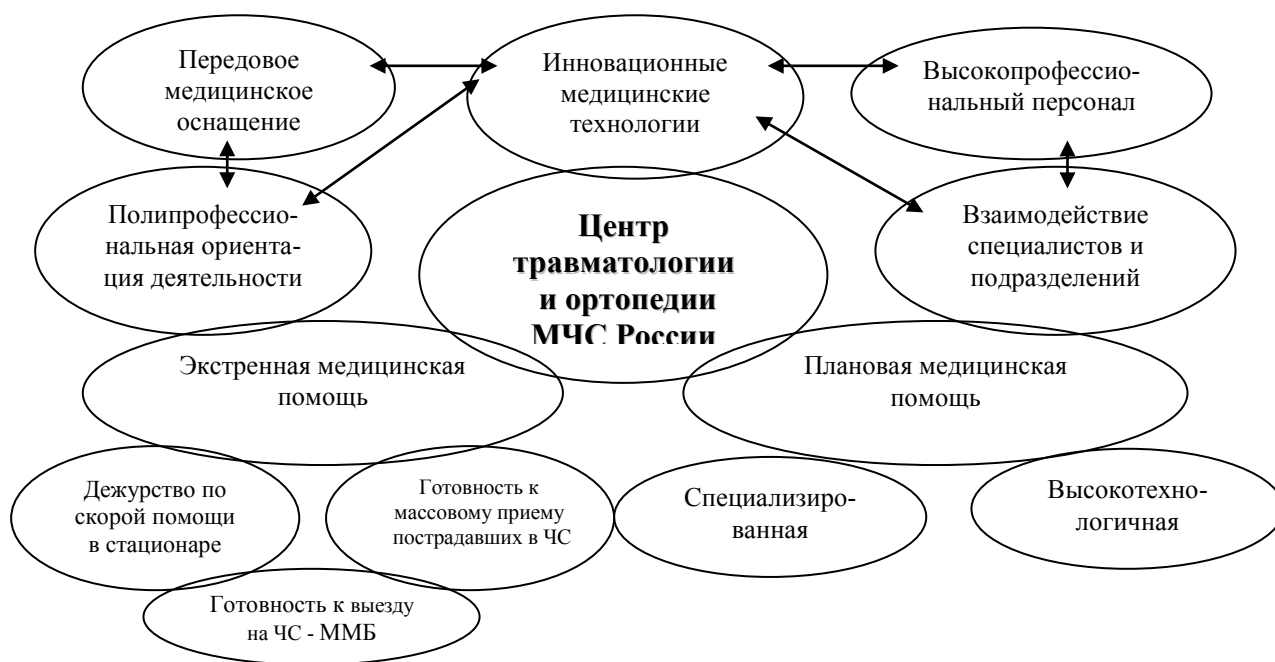 Передовое
медицинское
оснащение
Инновационные
медицинские
технологии
Высокопрофессио-
нальный персонал
Полипрофессио-
нальная ориента-
ция деятельности
Центр
травматологии
и ортопедии
МЧС России
Взаимодействие
специалистов и
подразделений
Экстренная медицинская
помощь
Плановая медицинская
помощь
Дежурство по
скорой помощи
в стационаре
Готовность к
массовому приему
пострадавших в ЧС
Специализиро-
ванная
Высокотехно-
логичная
Готовность к выезду
на ЧС - ММБ